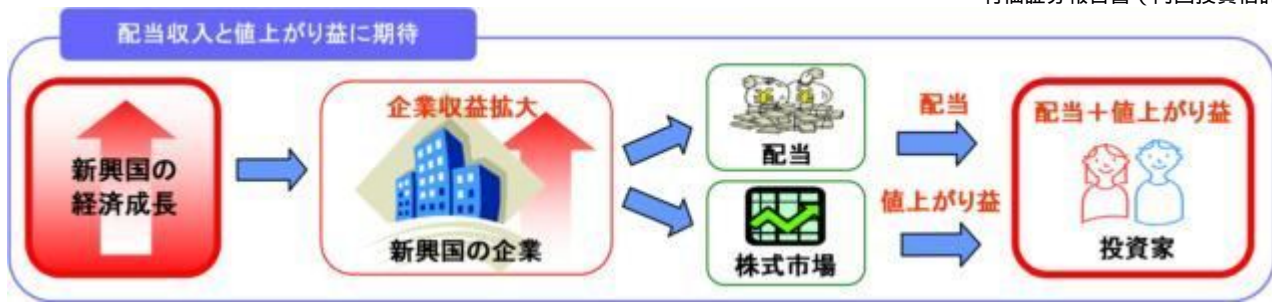 配当収入と値上がり益に期待
新興国の
経済成長
企業収益拡大
新興国の企業
配当
株式市場
配当
値上がり益
配当＋値上がり益
投資家